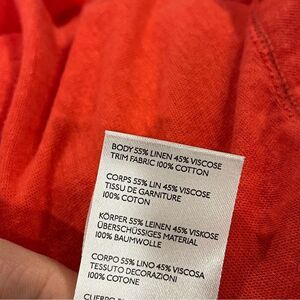 BODY 55% LINEN 45% VISCOSE
TRIM FABRIC 100% COTTON
CORPS 55% LIN 45% VISCOSE
TISSU DE GARNITURE
100% COTON
KÖRPER 55% LEINEN 45% VISKOSE
ÜBERSCHÜSSIGES MATERIAL
100% BAUMWOLLE
CORPO 55% LINO 45% VISCOSA
TESSUTO DECORAZIONI
100% COTONE
CUERPO